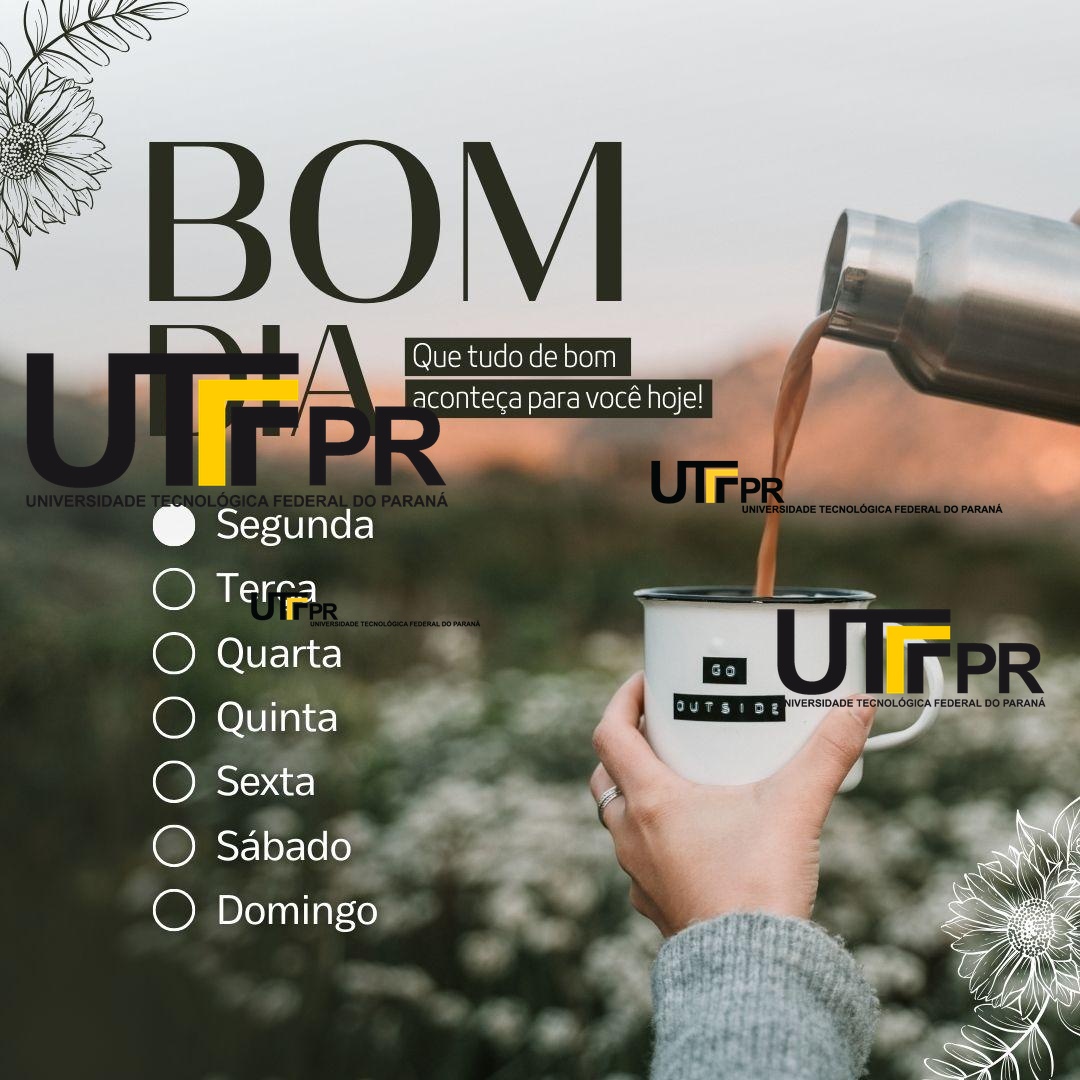 BOM
DIA
Que tudo de bom
aconteça para você hoje!
UTFPR
UNIVERSIDADE TECNOLÓGICA FEDERAL DO PARANÁ
UTFPR
UNIVERSIDADE TECNOLÓGICA FEDERAL DO PARANÁ
Segunda
Terça
UTFPR
UNIVERSIDADE TECNOLÓGICA FEDERAL DO PARANÁ
Quarta
Quinta
Sexta
Sábado
Domingo
GO
OUTSIDE
UTFPR
UNIVERSIDADE TECNOLÓGICA FEDERAL DO PARANÁ